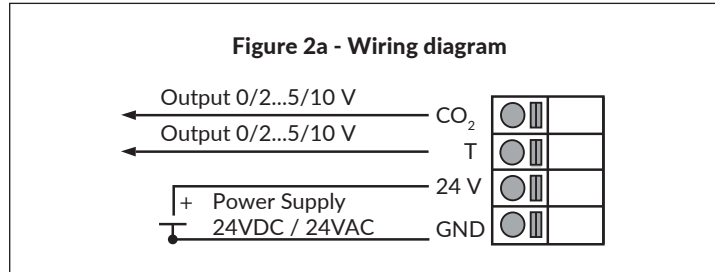 Figure 2a - Wiring diagram
Output 0/2...5/10 V
CO₂
Output 0/2...5/10 V
T
24 V
+ Power Supply
24VDC / 24VAC
GND